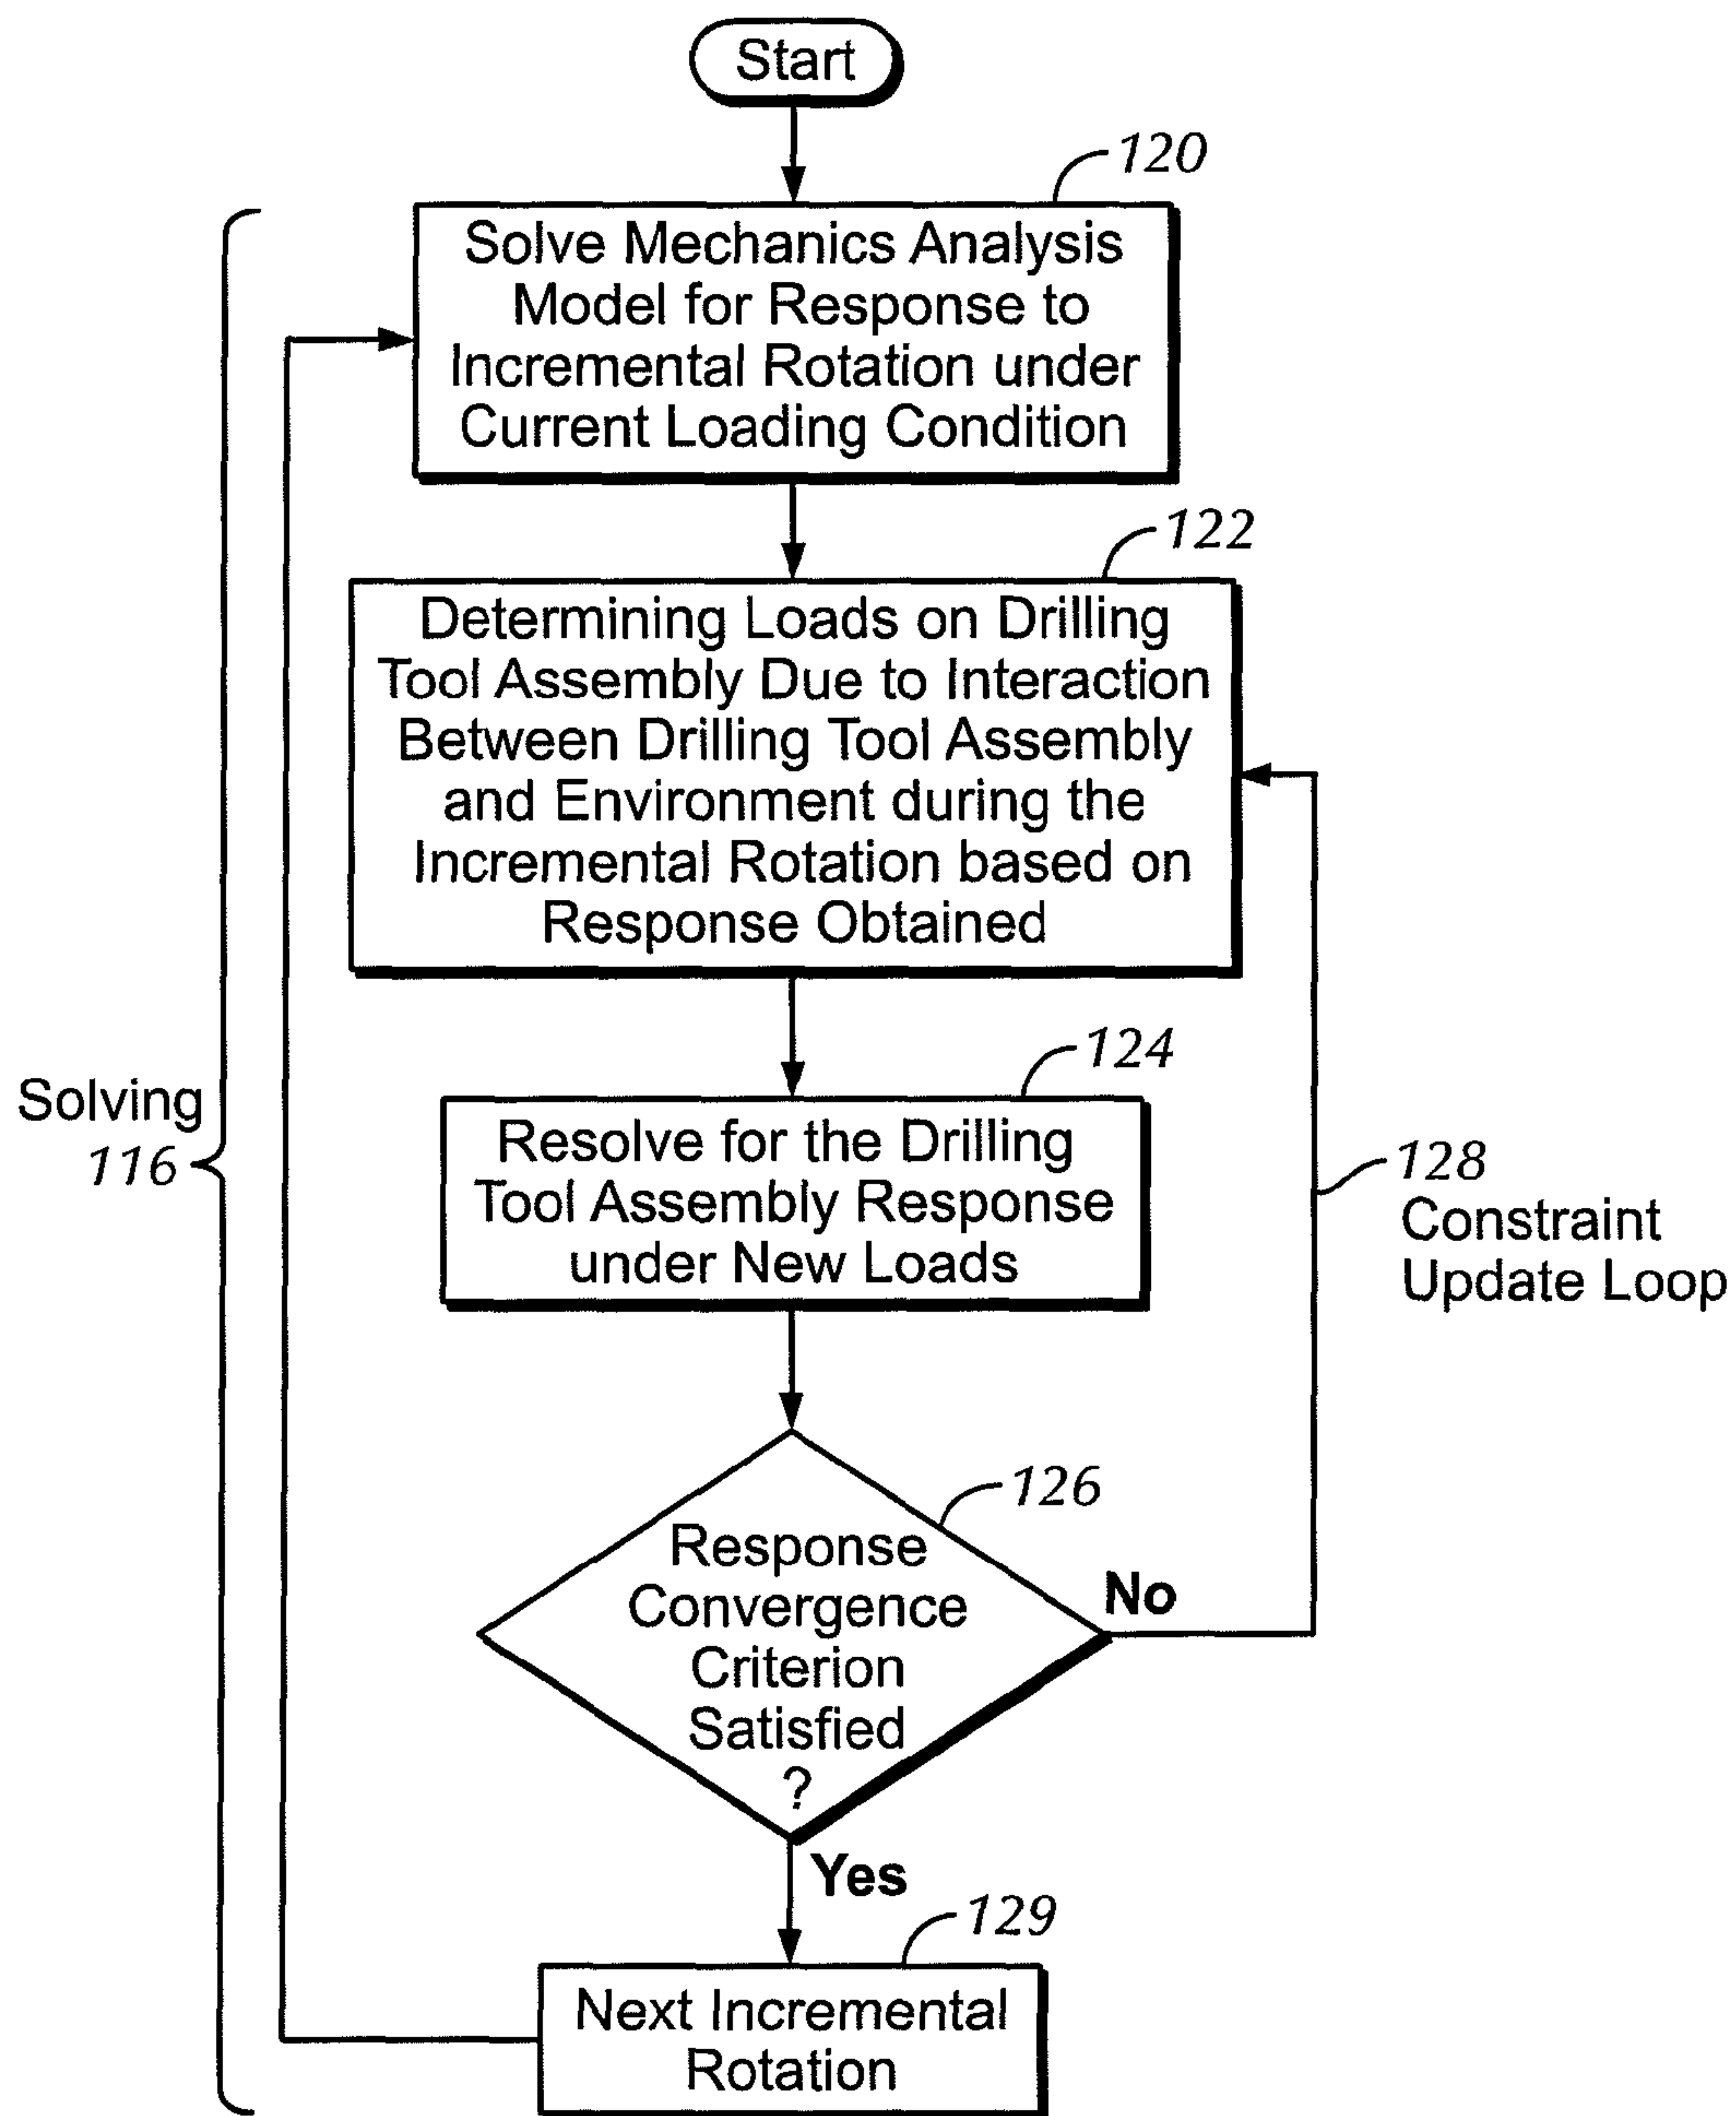 Start
120
Solve Mechanics Analysis
Model for Response to
Incremental Rotation under
Current Loading Condition
122
Determining Loads on Drilling
Tool Assembly Due to Interaction
Between Drilling Tool Assembly
and Environment during the
Incremental Rotation based on
Response Obtained
Solving
116
124
Resolve for the Drilling
Tool Assembly Response
under New Loads
128
Constraint
Update Loop
126
Response
Convergence
Criterion
Satisfied
?
No
Yes
129
Next Incremental
Rotation